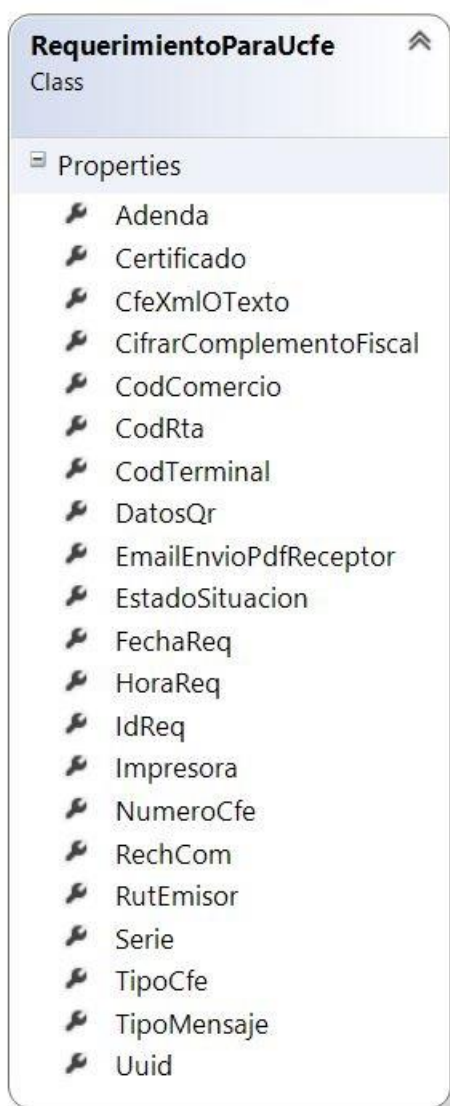 RequerimientoParaUcfe
Class
Properties
Adenda
Certificado
CfeXmlOTexto
CifrarComplementoFiscal
CodComercio
CodRta
CodTerminal
DatosQr
EmailEnvioPdfReceptor
EstadoSituacion
FechaReq
HoraReq
IdReq
Impresora
NumeroCfe
RechCom
RutEmisor
Serie
TipoCfe
TipoMensaje
Uuid